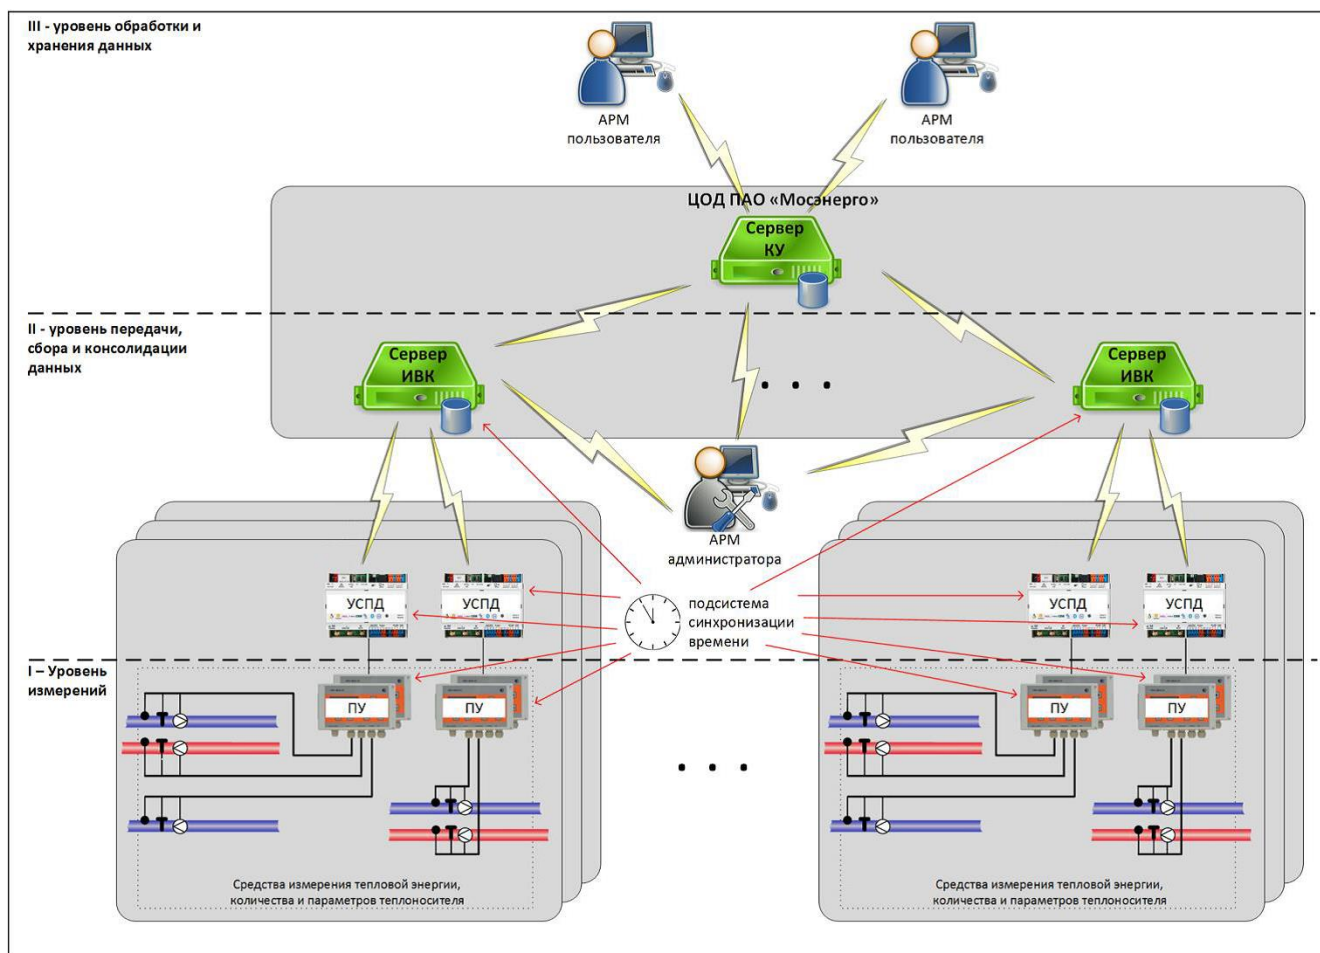 III - уровень обработки и
хранения данных
АРМ
пользователя
АРМ
пользователя
ЦОД ПАО «Мосэнерго»
Сервер
КУ
II - уровень передачи,
сбора и консолидации
данных
Сервер
ИВК
Сервер
ИВК
АРМ
администратора
УСПД
УСПД
подсистема
синхронизации
времени
УСПД
УСПД
I – Уровень
измерений
ПУ
ПУ
ПУ
ПУ
Средства измерения тепловой энергии,
количества и параметров теплоносителя
Средства измерения тепловой энергии,
количества и параметров теплоносителя